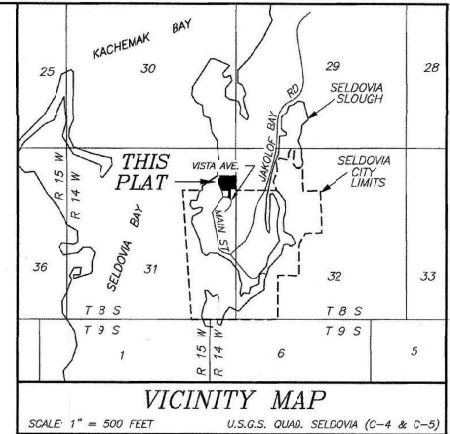 KACHEMAK BAY
25
30
29
28
SELDOVIA
SLOUGH
JAKOLOF BAY RD
THIS
PLAT
VISTA AVE.
SELDOVIA
CITY
LIMITS
R 15 W
R 14 W
MAIN ST
SELDOVIA BAY
36
31
32
33
T 8 S
T 8 S
T 9 S
T 9 S
1
R 15 W
R 14 W
6
5
VICINITY MAP
SCALE: 1" = 500 FEET U.S.G.S. QUAD. SELDOVIA (C-4 & C-5)